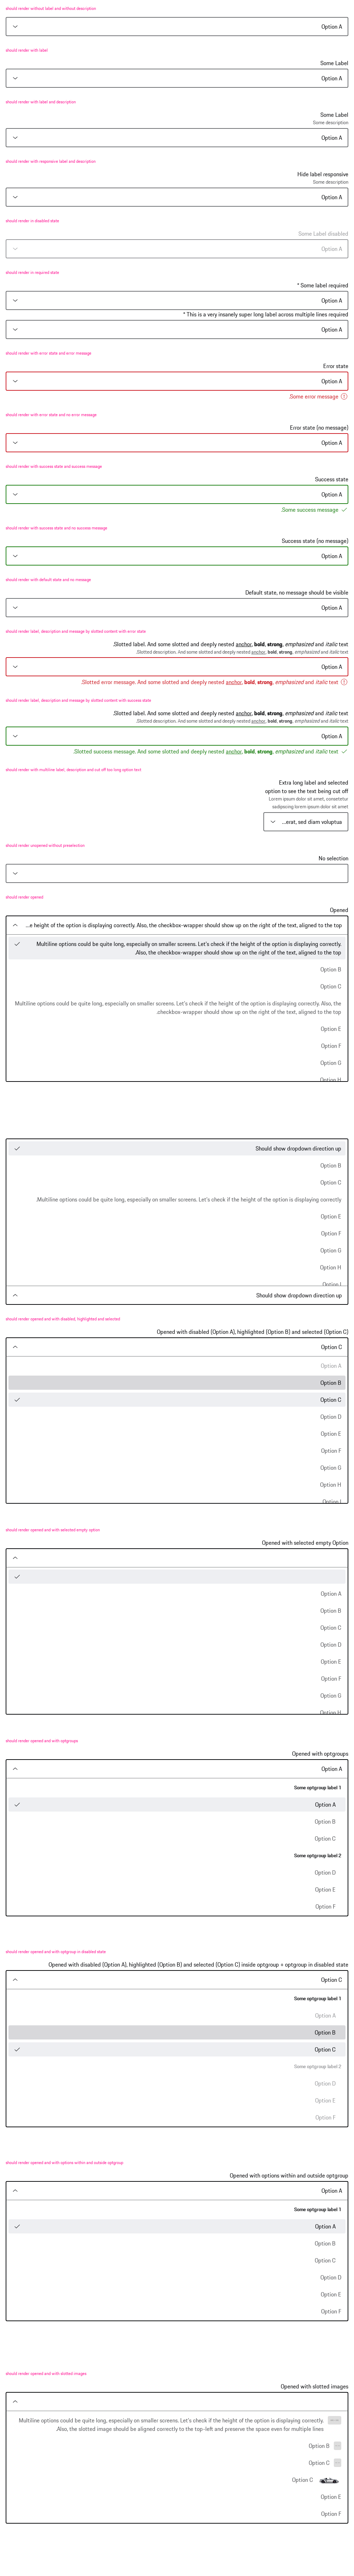 should render without label and without description
Option A
should render with label
Some Label
Option A
should render with label and description
Some Label
Some description
Option A
should render with responsive label and description
Hide label responsive
Some description
Option A
should render in disabled state
Some Label disabled
Option A
should render in required state
* Some label required
Option A
* This is a very insanely super long label across multiple lines required
Option A
should render with error state and error message
Error state
Option A
.Some error message
should render with error state and no error message
Error state (no message)
Option A
should render with success state and success message
Success state
Option A
.Some success message
should render with success state and no success message
Success state (no message)
Option A
should render with default state and no message
Default state, no message should be visible
Option A
should render label, description and message by slotted content with error state
.Slotted label. And some slotted and deeply nested anchor, bold, strong, emphasized and italic text
.Slotted description. And some slotted and deeply nested anchor, bold, strong, emphasized and italic text
Option A
.Slotted error message. And some slotted and deeply nested anchor, bold, strong, emphasized and italic text
should render label, description and message by slotted content with success state
.Slotted label. And some slotted and deeply nested anchor, bold, strong, emphasized and italic text
.Slotted description. And some slotted and deeply nested anchor, bold, strong, emphasized and italic text
Option A
.Slotted success message. And some slotted and deeply nested anchor, bold, strong, emphasized and italic text
should render with multiline label, description and cut off too long option text
Extra long label and selected
option to see the text being cut off
Lorem ipsum dolor sit amet, consetetur
sadipscing lorem ipsum dolor sit amet
...erat, sed diam voluptua
should render unopened without preselection
No selection
should render opened
Opened
...e height of the option is displaying correctly. Also, the checkbox-wrapper should show up on the right of the text, aligned to the top
Multiline options could be quite long, especially on smaller screens. Let's check if the height of the option is displaying correctly.
.Also, the checkbox-wrapper should show up on the right of the text, aligned to the top
Option B
Option C
Multiline options could be quite long, especially on smaller screens. Let's check if the height of the option is displaying correctly. Also, the
.checkbox-wrapper should show up on the right of the text, aligned to the top
Option E
Option F
Option G
Option H
Should show dropdown direction up
Option B
Option C
.Multiline options could be quite long, especially on smaller screens. Let's check if the height of the option is displaying correctly
Option E
Option F
Option G
Option H
Option I
Should show dropdown direction up
should render opened and with disabled, highlighted and selected
Opened with disabled (Option A), highlighted (Option B) and selected (Option C)
Option C
Option A
Option B
Option C
Option D
Option E
Option F
Option G
Option H
Option I
should render opened and with selected empty option
Opened with selected empty Option
Option A
Option B
Option C
Option D
Option E
Option F
Option G
Option H
should render opened and with optgroups
Opened with optgroups
Option A
Some optgroup label 1
Option A
Option B
Option C
Some optgroup label 2
Option D
Option E
Option F
should render opened and with optgroup in disabled state
Opened with disabled (Option A), highlighted (Option B) and selected (Option C) inside optgroup + optgroup in disabled state
Option C
Some optgroup label 1
Option A
Option B
Option C
Some optgroup label 2
Option D
Option E
Option F
should render opened and with options within and outside optgroup
Opened with options within and outside optgroup
Option A
Some optgroup label 1
Option A
Option B
Option C
Option D
Option E
Option F
should render opened and with slotted images
Opened with slotted images
Multiline options could be quite long, especially on smaller screens. Let's check if the height of the option is displaying correctly.
.Also, the slotted image should be aligned correctly to the top-left and preserve the space even for multiple lines
Option B
Option C
Option C
Option E
Option F